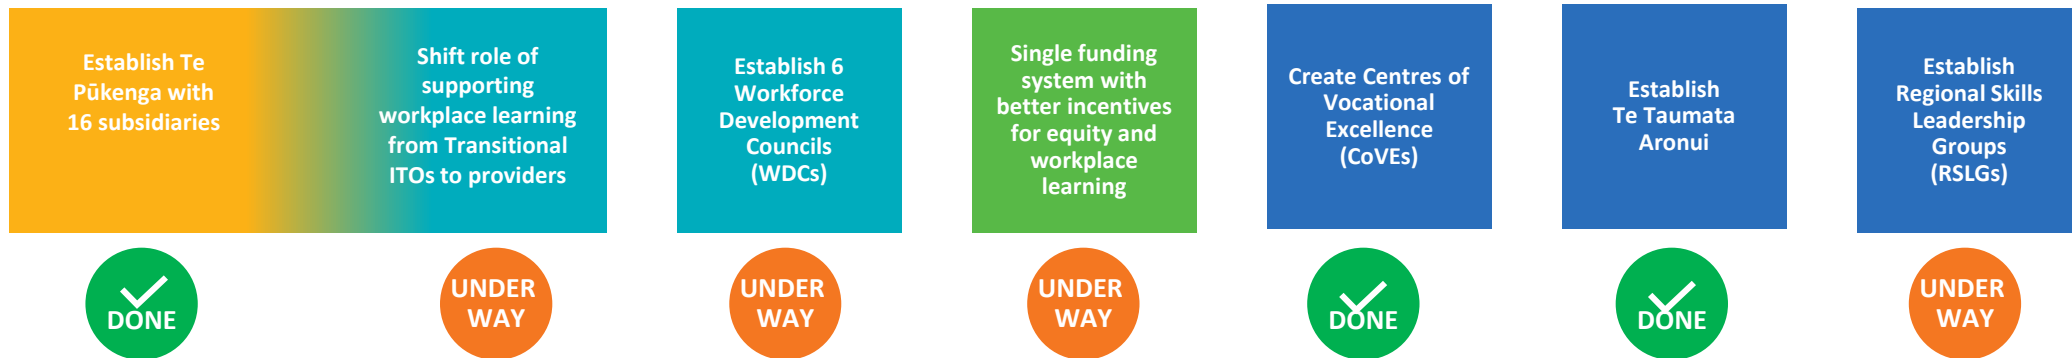 Establish Te
Pūkenga with
16 subsidiaries
Shift role of
supporting
workplace learning
from Transitional
ITOs to providers
Establish 6
Workforce
Development
Councils
(WDCs)
Single funding
system with
better incentives
for equity and
workplace
learning
Create Centres of
Vocational
Excellence
(CoVEs)
Establish
Te Taumata
Aronui
Establish
Regional Skills
Leadership
Groups
(RSLGs)
DONE
UNDER
WAY
UNDER
WAY
UNDER
WAY
DONE
DONE
UNDER
WAY